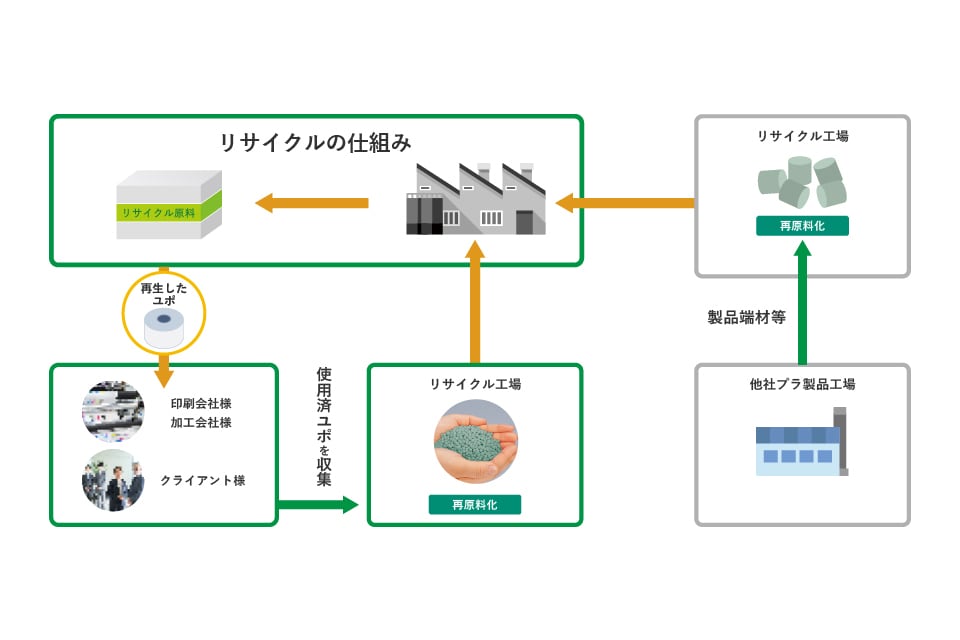 リサイクルの仕組み
リサイクル原料
再生した
ユポ
印刷会社様
加工会社様
クライアント様
使用済ユポを収集
リサイクル工場
再原料化
リサイクル工場
再原料化
製品端材等
他社プラ製品工場